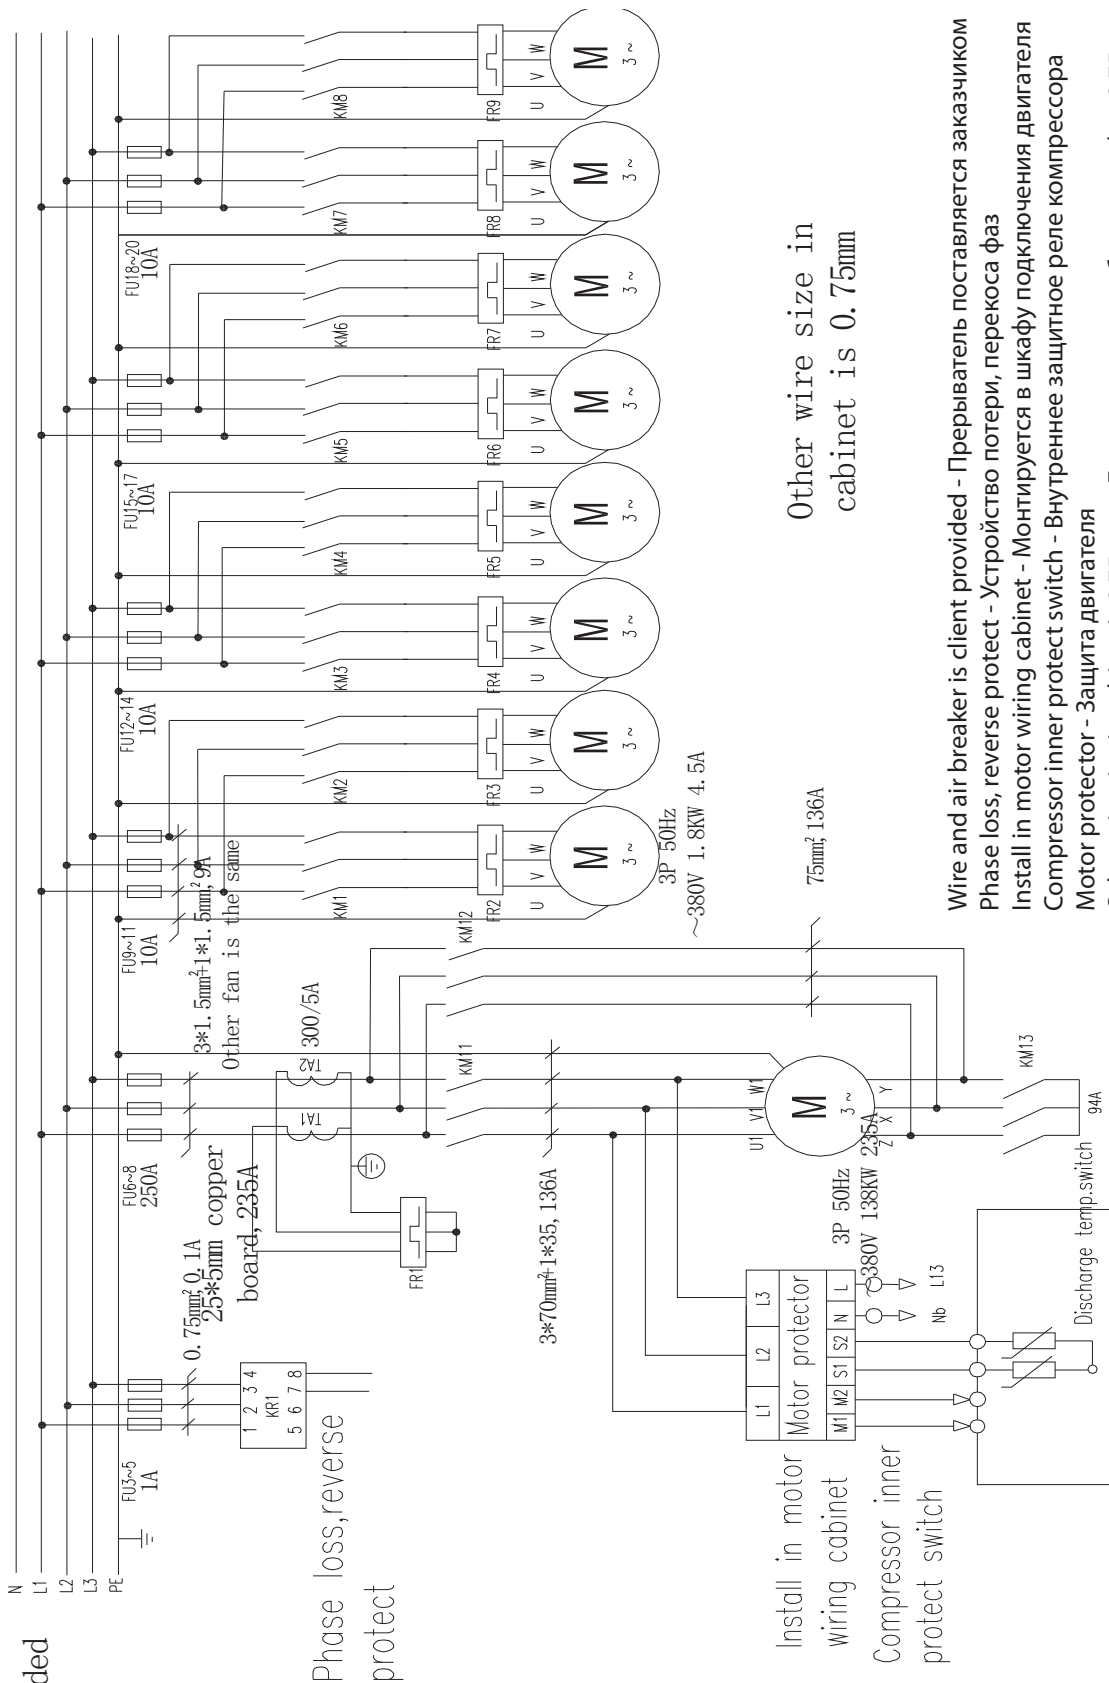 ded
N
L1
L2
L3
PE
FU3~5
1A
0.75mm², 0.1A
1 2 3 4
KR1
5 6 7 8
Phase loss,reverse
protect
FU6~8
250A
25*5mm copper
board, 235A
TA1
TA2
300/5A
FR1
KM11
KM12
3*70mm²+1*35, 136A
75mm², 136A
U1 V1 W1
M
3 ~
Z X Y
KM13
94A
3P 50Hz
~380V 138KW 235A
L1 L2 L3
Motor protector
M1 M2 S1 S2 N L
Nb
L13
Install in motor
wiring cabinet
Compressor inner
protect switch
Discharge temp.switch
FU9~11
10A
3*1.5mm²+1*1.5mm², 9A
Other fan is the same
FU12~14
10A
FU15~17
10A
FU18~20
10A
KM1
KM2
KM3
KM4
KM5
KM6
KM7
KM8
FR2
FR3
FR4
FR5
FR6
FR7
FR8
FR9
U V W
U V W
U V W
U V W
U V W
U V W
U V W
U V W
M
3 ~
M
3 ~
M
3 ~
M
3 ~
M
3 ~
M
3 ~
M
3 ~
M
3 ~
3P 50Hz
~380V 1.8KW 4.5A
Other wire size in
cabinet is 0.75mm
Wire and air breaker is client provided - Прерыватель поставляется заказчиком
Phase loss, reverse protect - Устройство потери, перекоса фаз
Install in motor wiring cabinet - Монтируется в шкафу подключения двигателя
Compressor inner protect switch - Внутреннее защитное реле компрессора
Motor protector - Защита двигателя